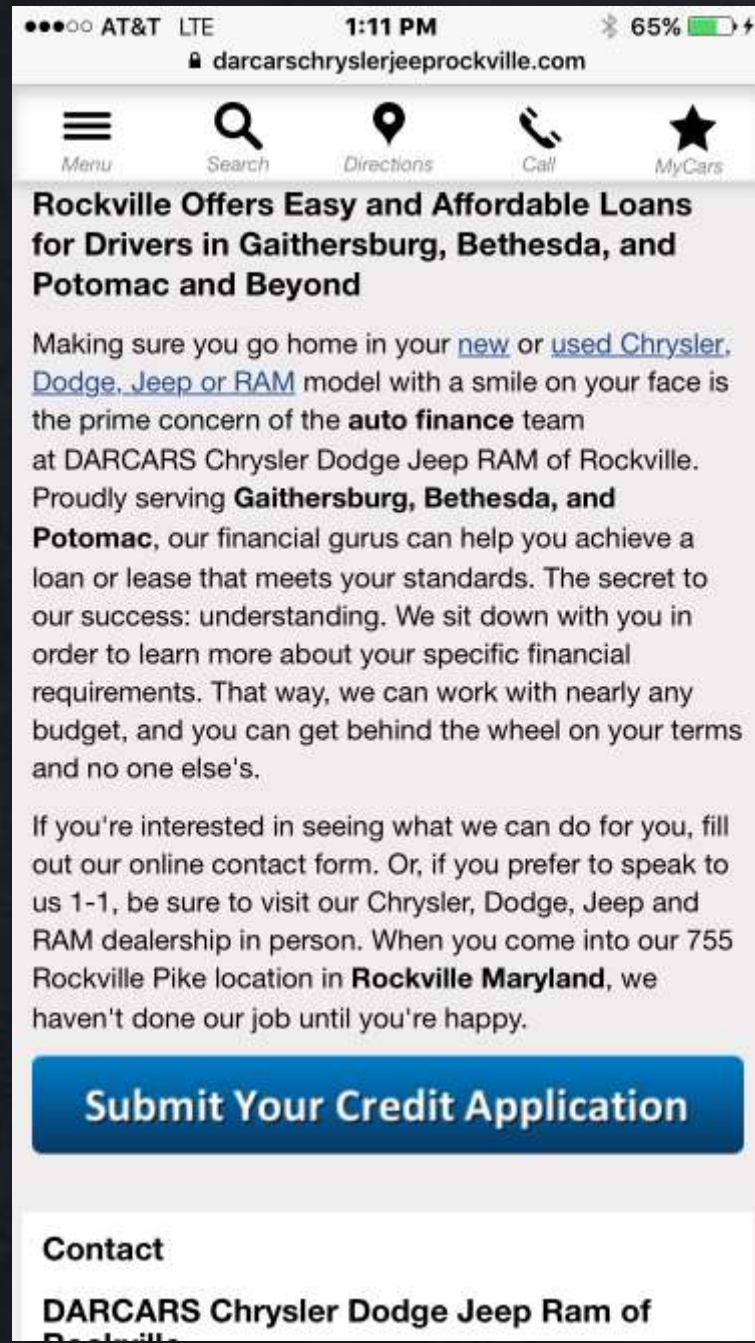 AT&T LTE 1:11 PM 65%
darcarschryslerjeeprockville.com
Menu Search Directions Call MyCars
Rockville Offers Easy and Affordable Loans
for Drivers in Gaithersburg, Bethesda, and
Potomac and Beyond
Making sure you go home in your new or used Chrysler,
Dodge, Jeep or RAM model with a smile on your face is
the prime concern of the auto finance team
at DARCARS Chrysler Dodge Jeep RAM of Rockville.
Proudly serving Gaithersburg, Bethesda, and
Potomac, our financial gurus can help you achieve a
loan or lease that meets your standards. The secret to
our success: understanding. We sit down with you in
order to learn more about your specific financial
requirements. That way, we can work with nearly any
budget, and you can get behind the wheel on your terms
and no one else's.
If you're interested in seeing what we can do for you, fill
out our online contact form. Or, if you prefer to speak to
us 1-1, be sure to visit our Chrysler, Dodge, Jeep and
RAM dealership in person. When you come into our 755
Rockville Pike location in Rockville Maryland, we
haven't done our job until you're happy.
Submit Your Credit Application
Contact
DARCARS Chrysler Dodge Jeep Ram of